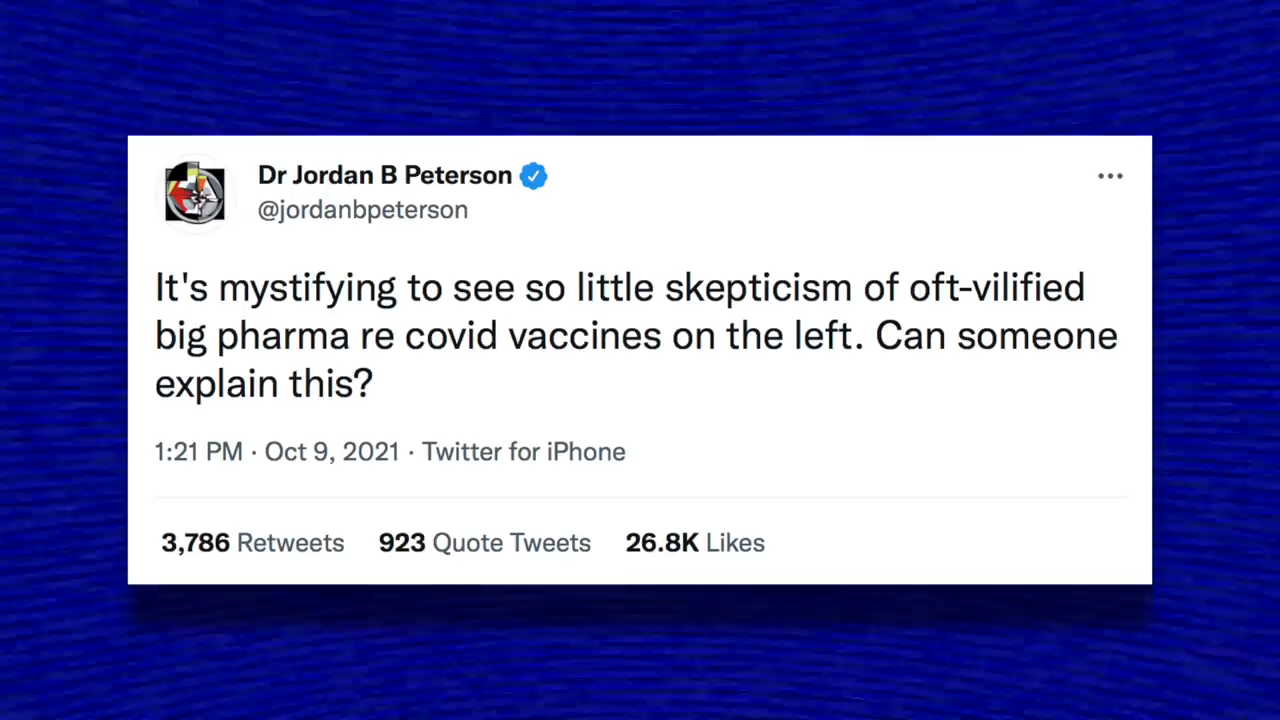 Dr Jordan B Peterson
@jordanbpeterson
It's mystifying to see so little skepticism of oft-vilified
big pharma re covid vaccines on the left. Can someone
explain this?
1:21 PM · Oct 9, 2021 · Twitter for iPhone
3,786 Retweets 923 Quote Tweets 26.8K Likes